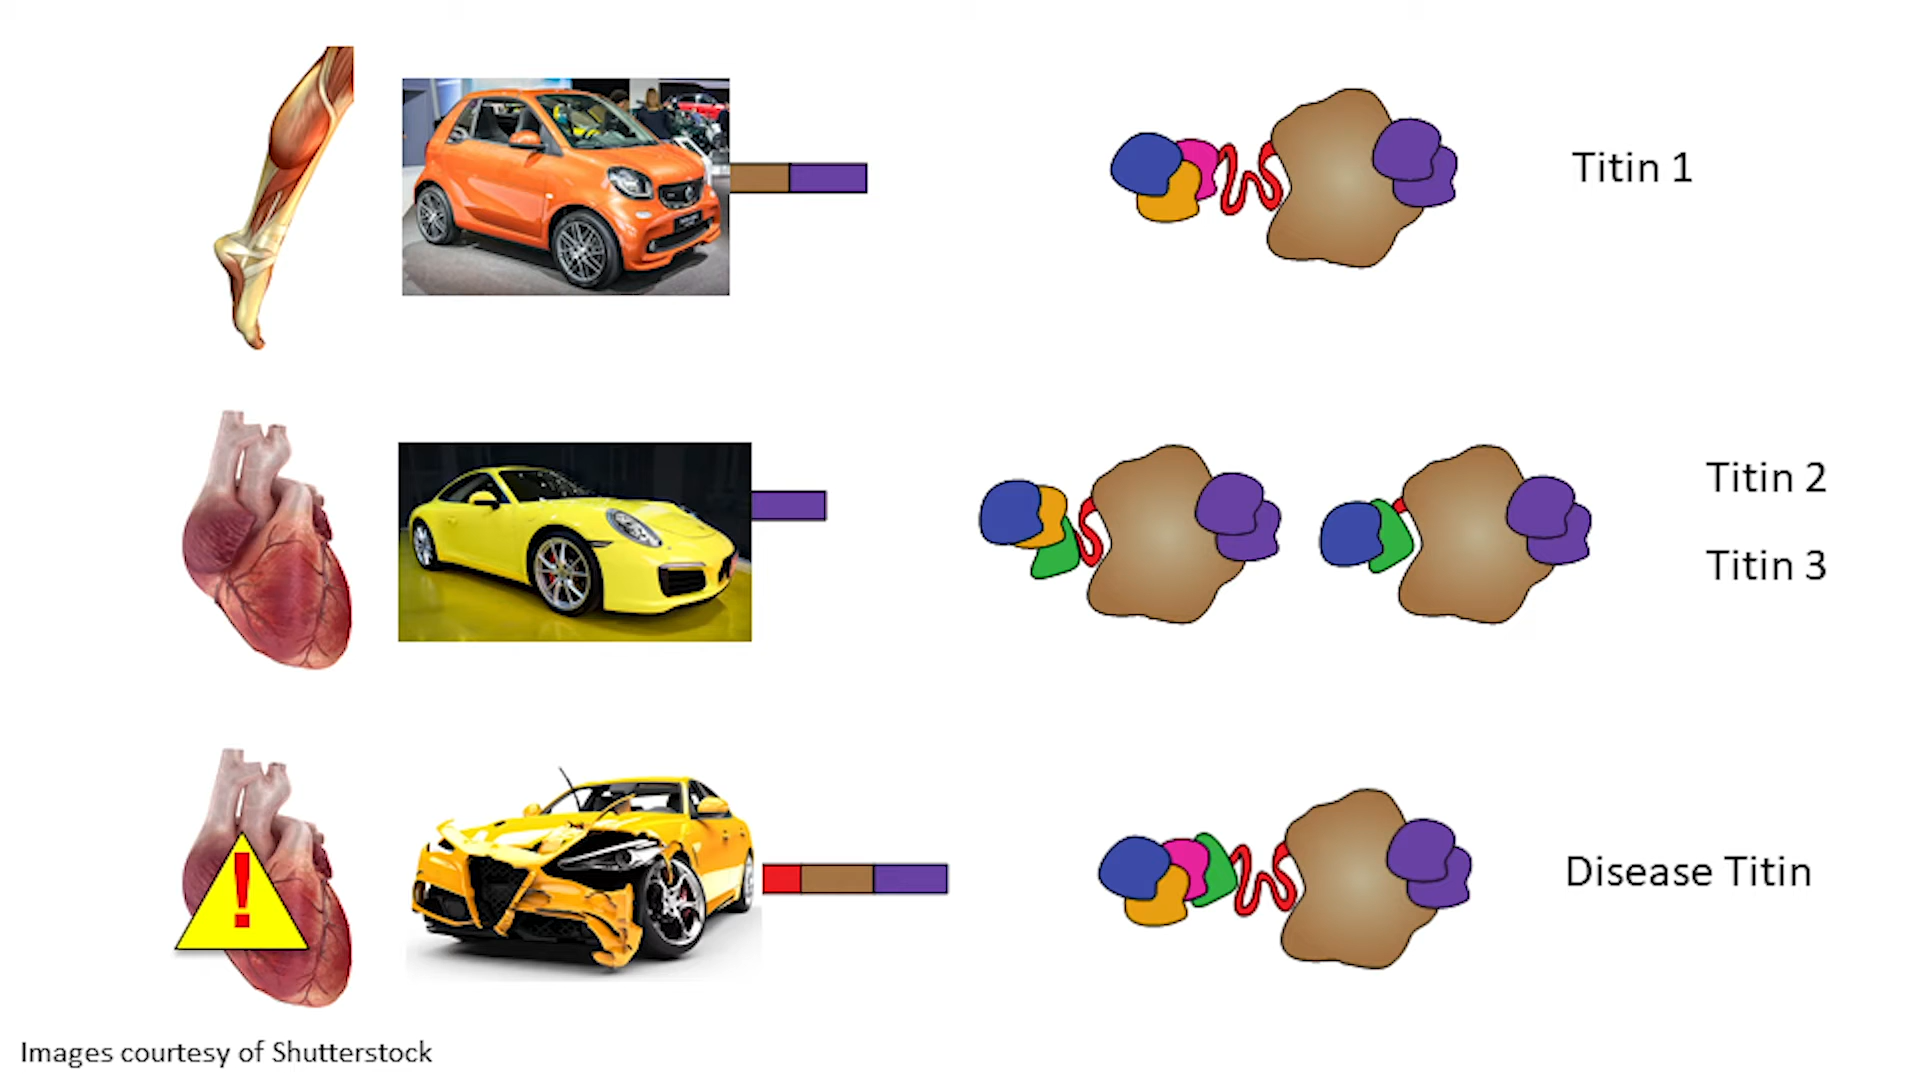 Titin 1
Titin 2
Titin 3
!
Disease Titin
Images courtesy of Shutterstock